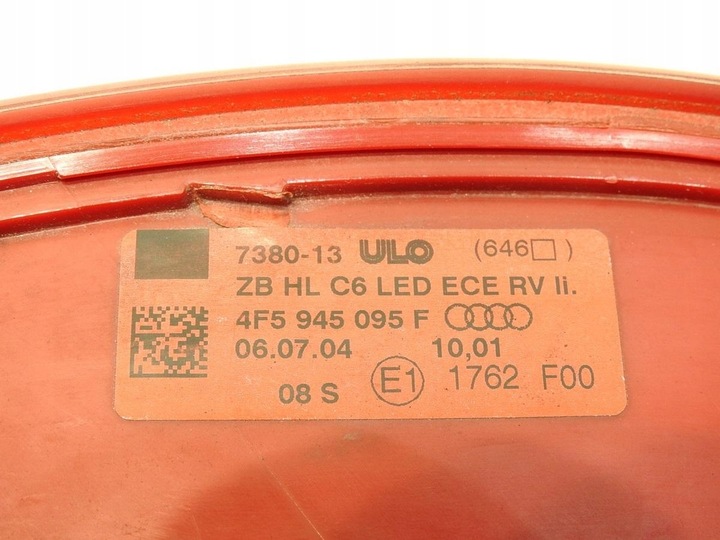 7380-13 ULO (646□)
ZB HL C6 LED ECE RV li.
4F5 945 095 F
06.07.04 10,01
08 S E1 1762 F00